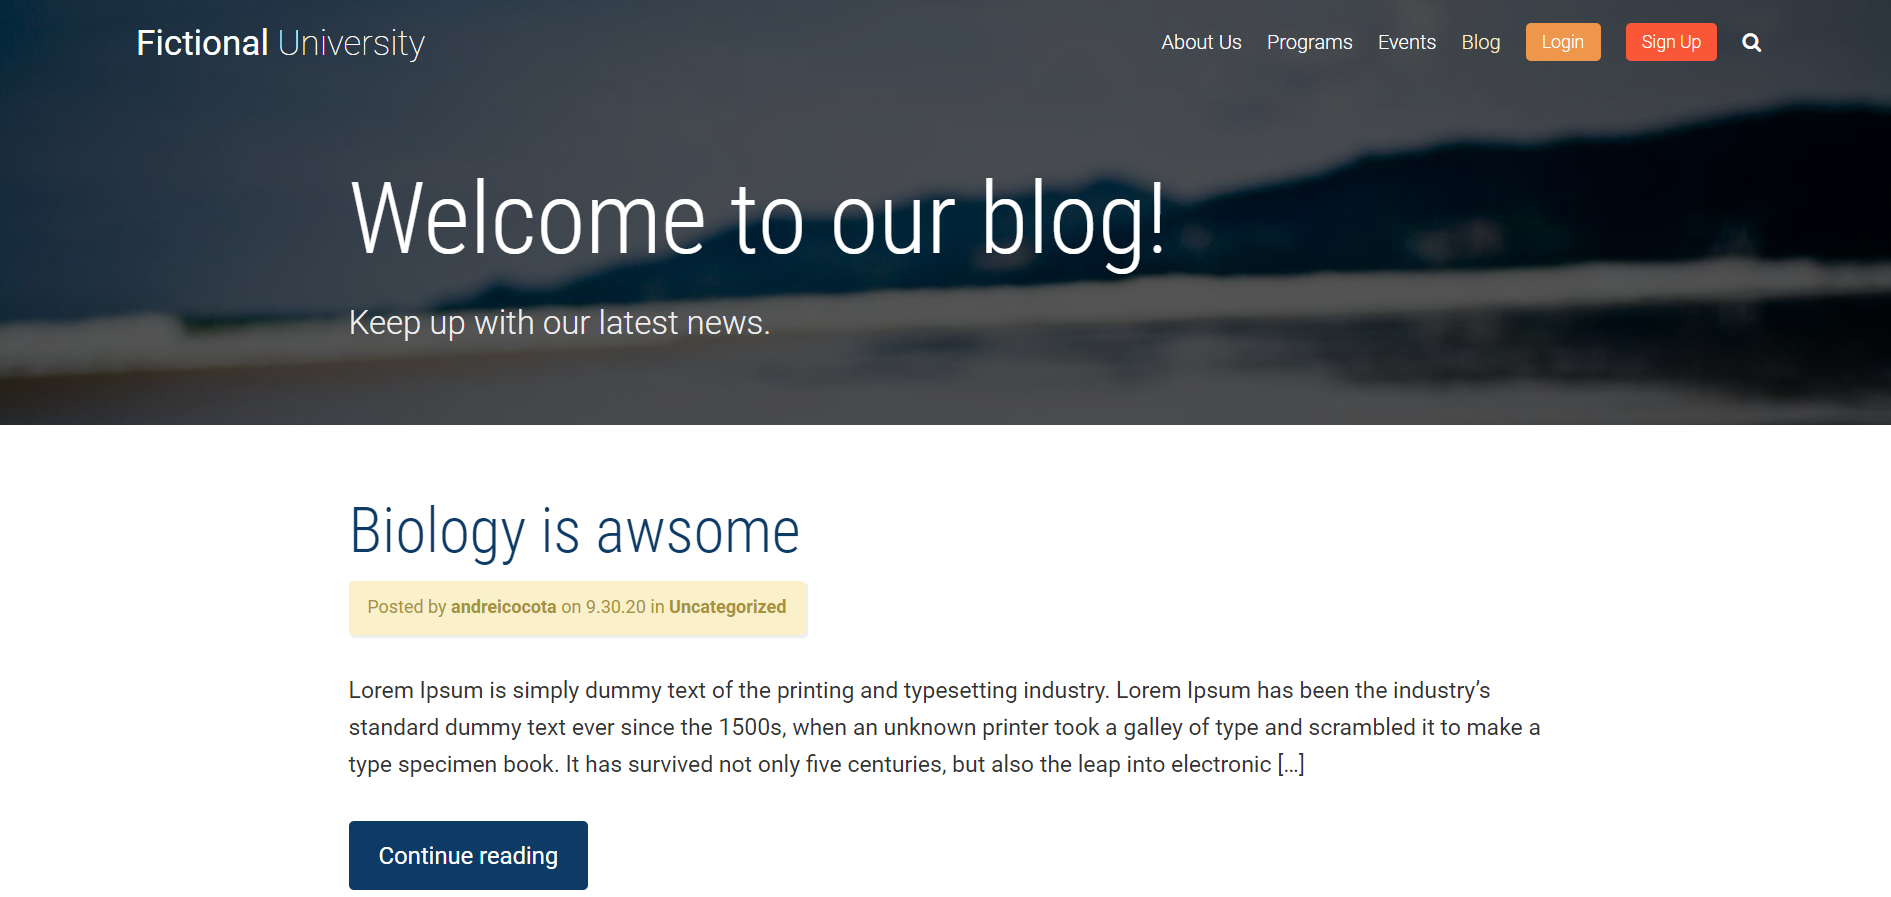 Fictional University
About Us Programs Events Blog Login Sign Up
Welcome to our blog!
Keep up with our latest news.
Biology is awsome
Posted by andreicocota on 9.30.20 in Uncategorized
Lorem Ipsum is simply dummy text of the printing and typesetting industry. Lorem Ipsum has been the industry’s
standard dummy text ever since the 1500s, when an unknown printer took a galley of type and scrambled it to make a
type specimen book. It has survived not only five centuries, but also the leap into electronic […]
Continue reading